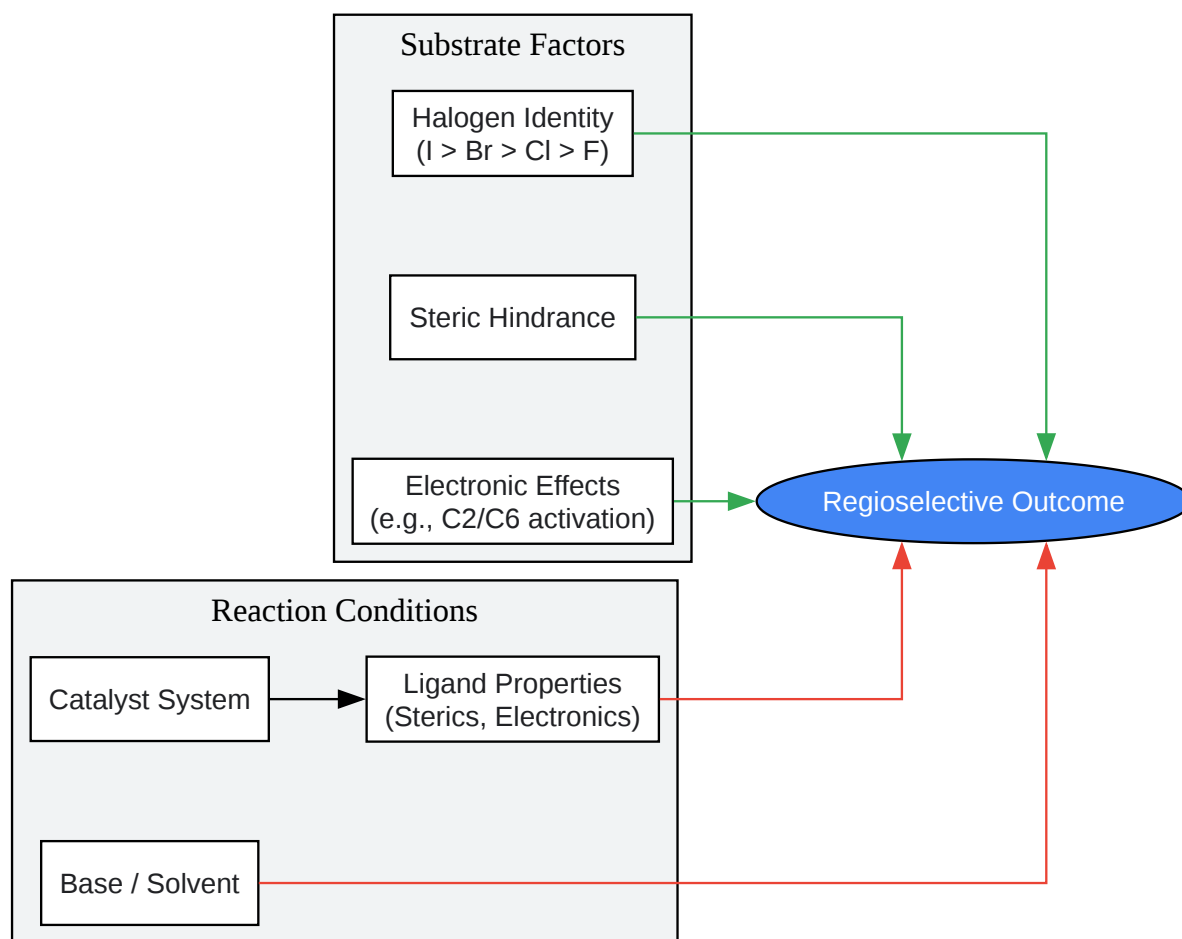 Substrate Factors
Halogen Identity
(I > Br > Cl > F)
Steric Hindrance
Electronic Effects
(e.g., C2/C6 activation)
Regioselective Outcome
Reaction Conditions
Catalyst System
Ligand Properties
(Sterics, Electronics)
Base / Solvent